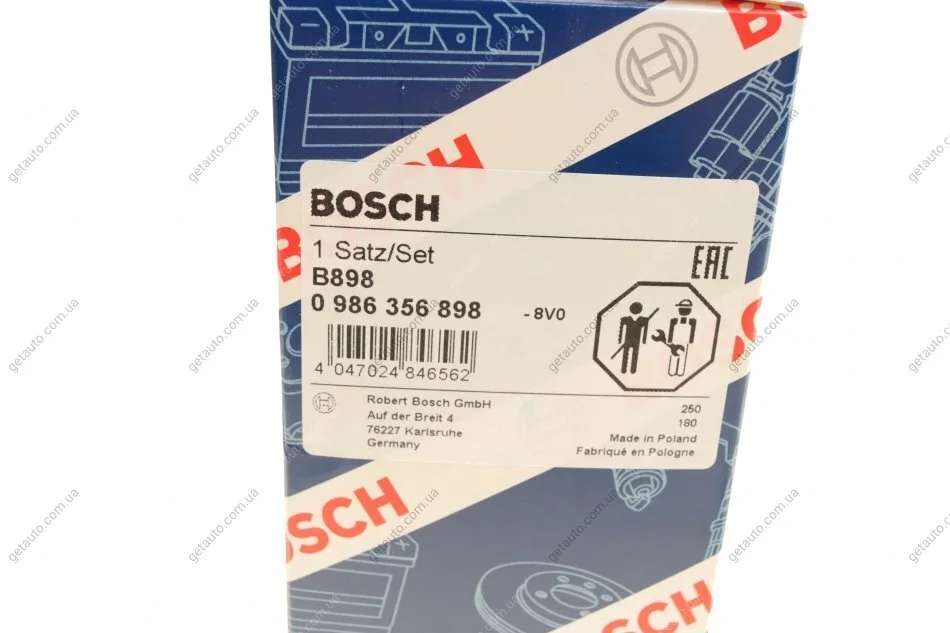 BOSCH
BOSCH
1 Satz/Set
EAC
B898
0 986 356 898
- 8V0
4 047024 846562
Robert Bosch GmbH
Auf der Breit 4
76227 Karlsruhe
Germany
250
180
Made in Poland
Fabriqué en Pologne
BOSCH
BOSCH
getauto.com.ua